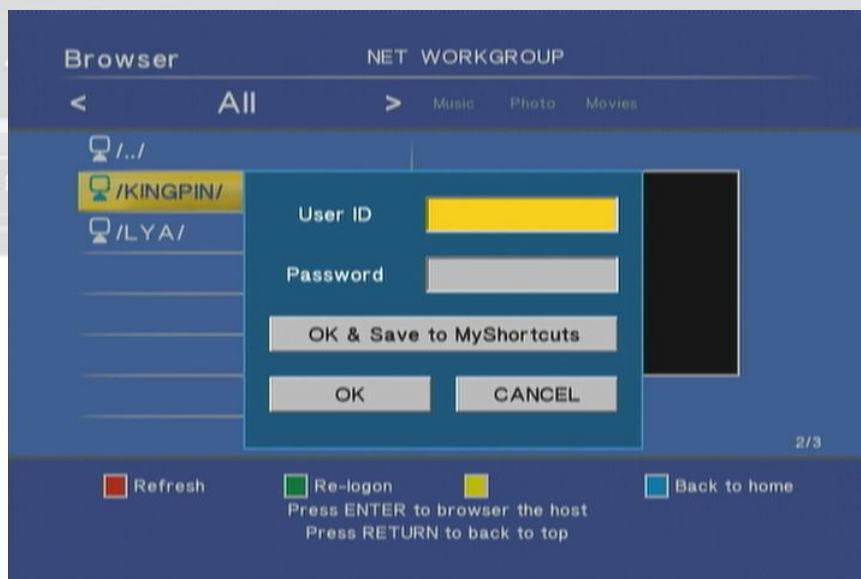 Browser NET WORKGROUP
< All > Music Photo Movies
/../
/KINGPIN/
/LYA/
User ID
Password
OK & Save to MyShortcuts
OK CANCEL
2/3
Refresh Re-logon Back to home
Press ENTER to browser the host
Press RETURN to back to top